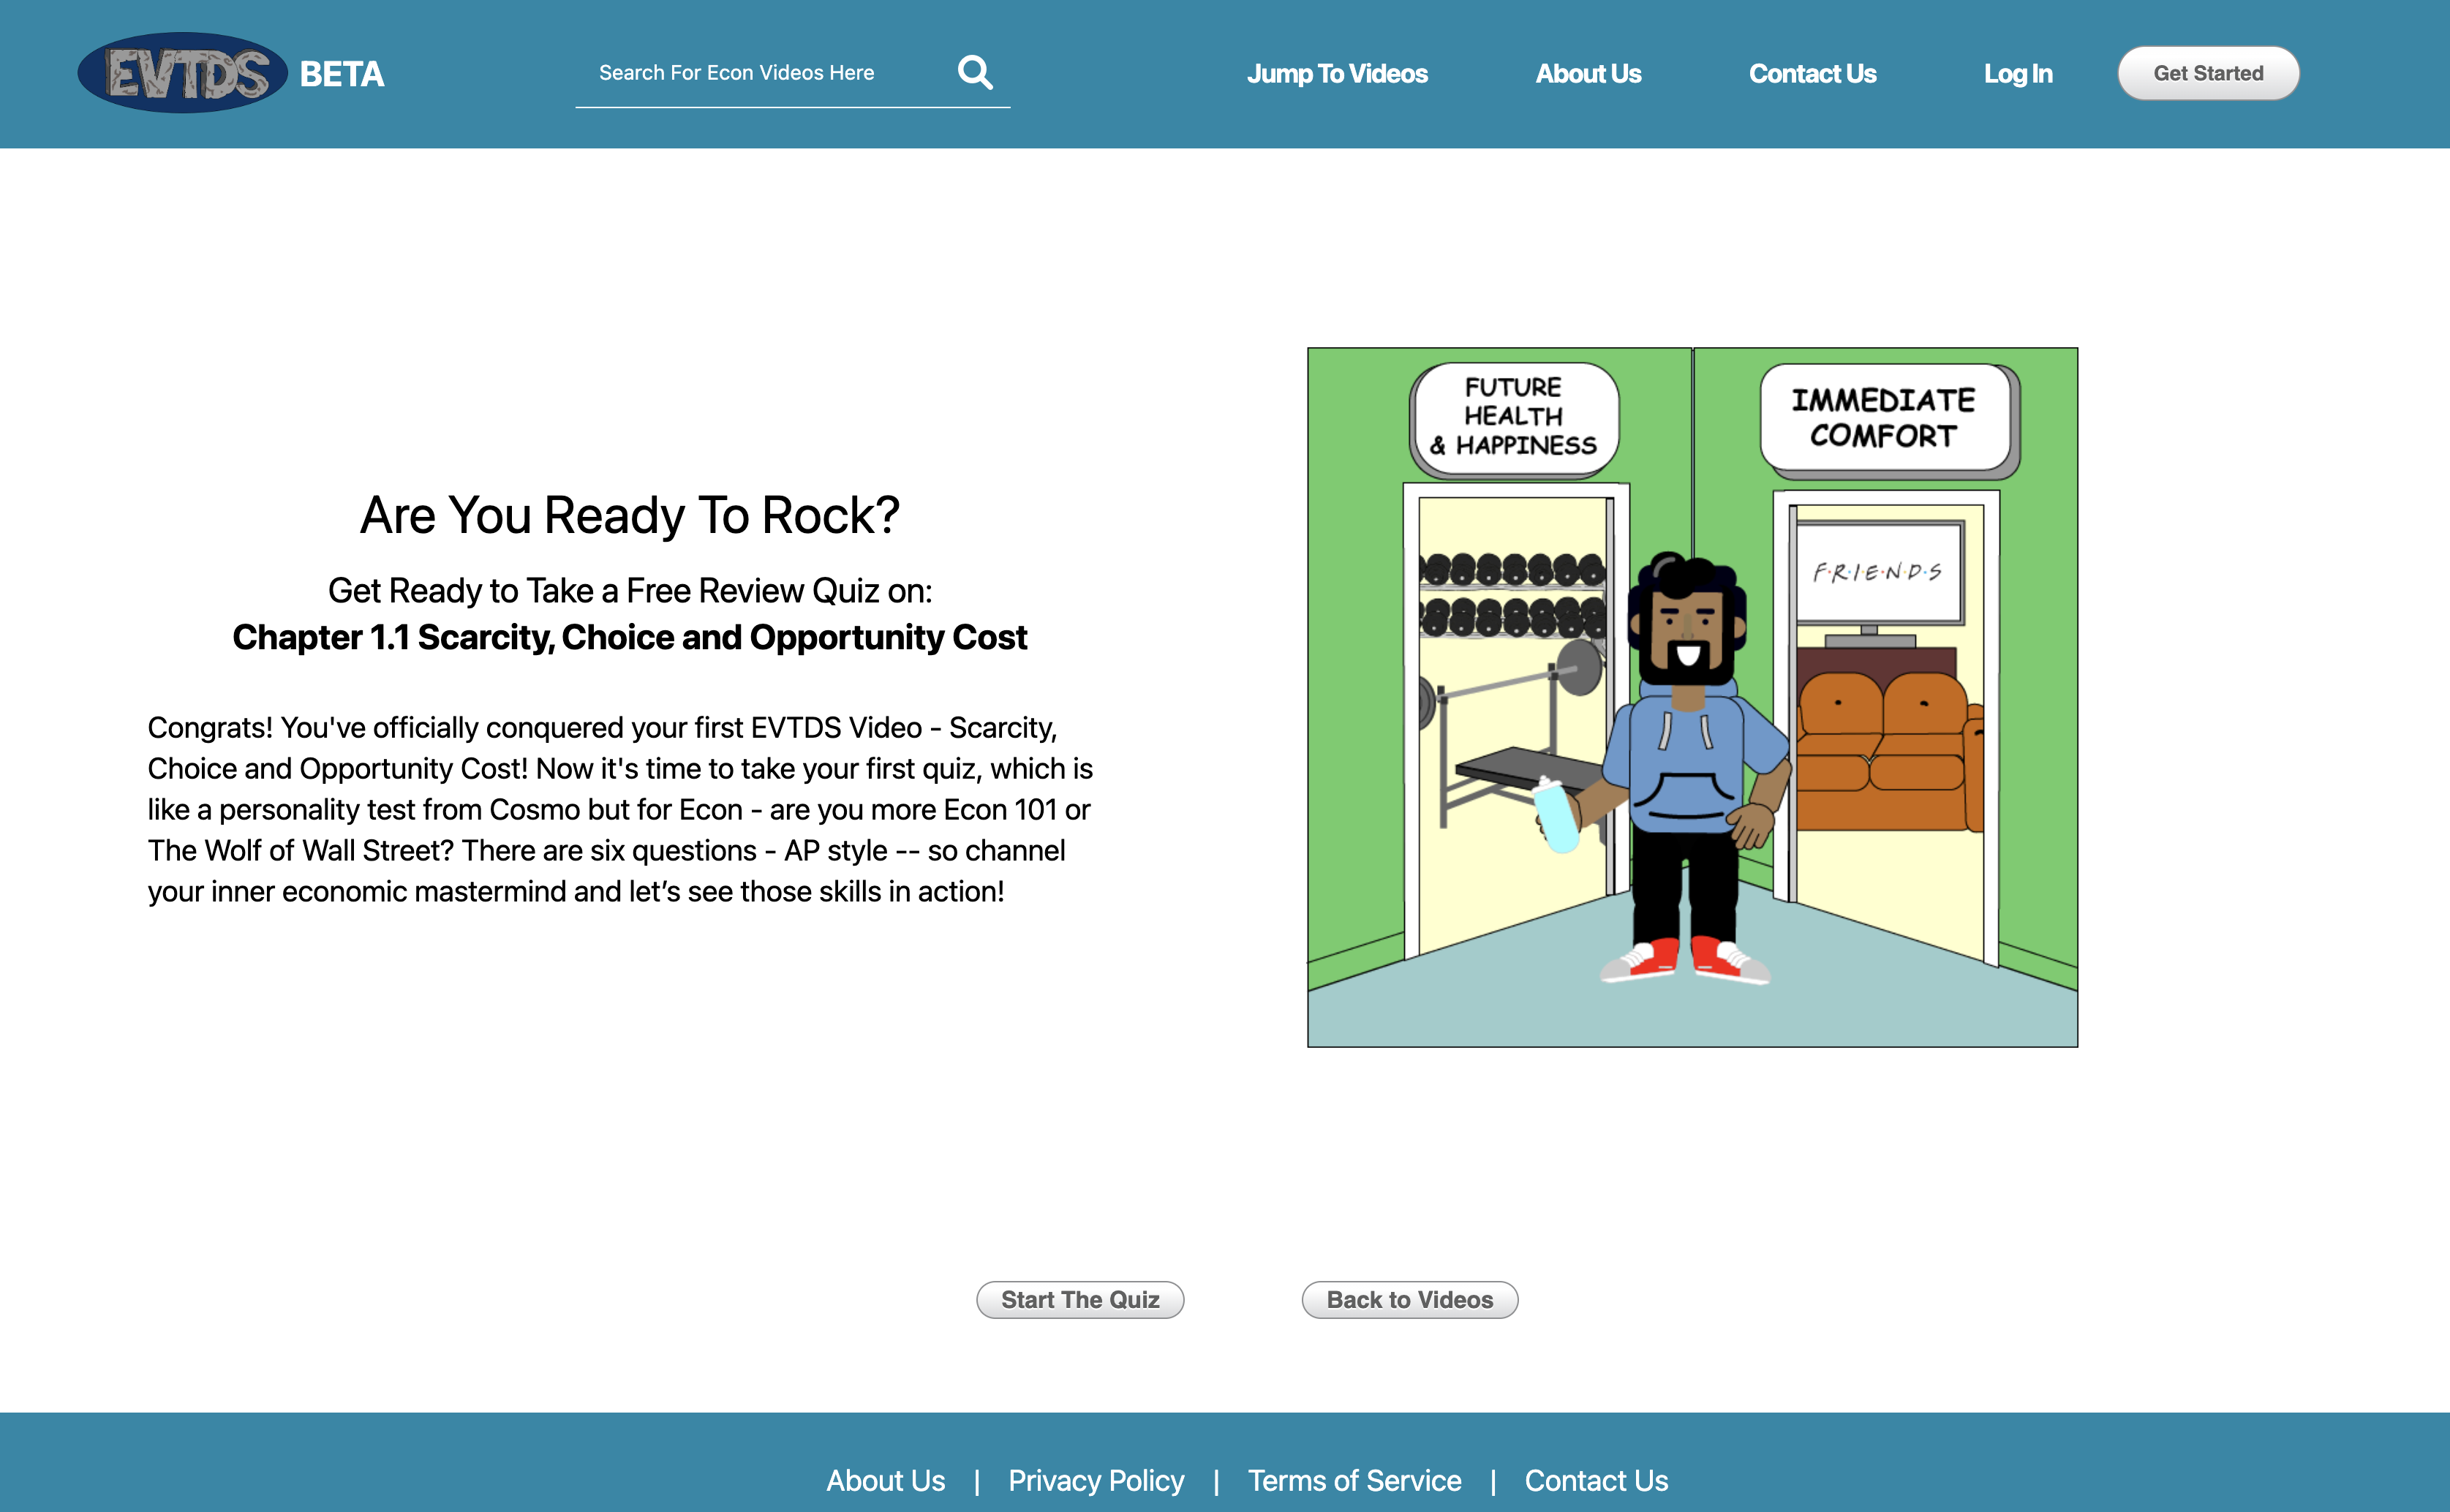 EVTDS BETA
Search For Econ Videos Here
Jump To Videos
About Us
Contact Us
Log In
Get Started
Are You Ready To Rock?
Get Ready to Take a Free Review Quiz on:
Chapter 1.1 Scarcity, Choice and Opportunity Cost
Congrats! You've officially conquered your first EVTDS Video - Scarcity,
Choice and Opportunity Cost! Now it's time to take your first quiz, which is
like a personality test from Cosmo but for Econ - are you more Econ 101 or
The Wolf of Wall Street? There are six questions - AP style -- so channel
your inner economic mastermind and let’s see those skills in action!
FUTURE
HEALTH
& HAPPINESS
IMMEDIATE
COMFORT
F·R·I·E·N·D·S
Start The Quiz
Back to Videos
About Us | Privacy Policy | Terms of Service | Contact Us